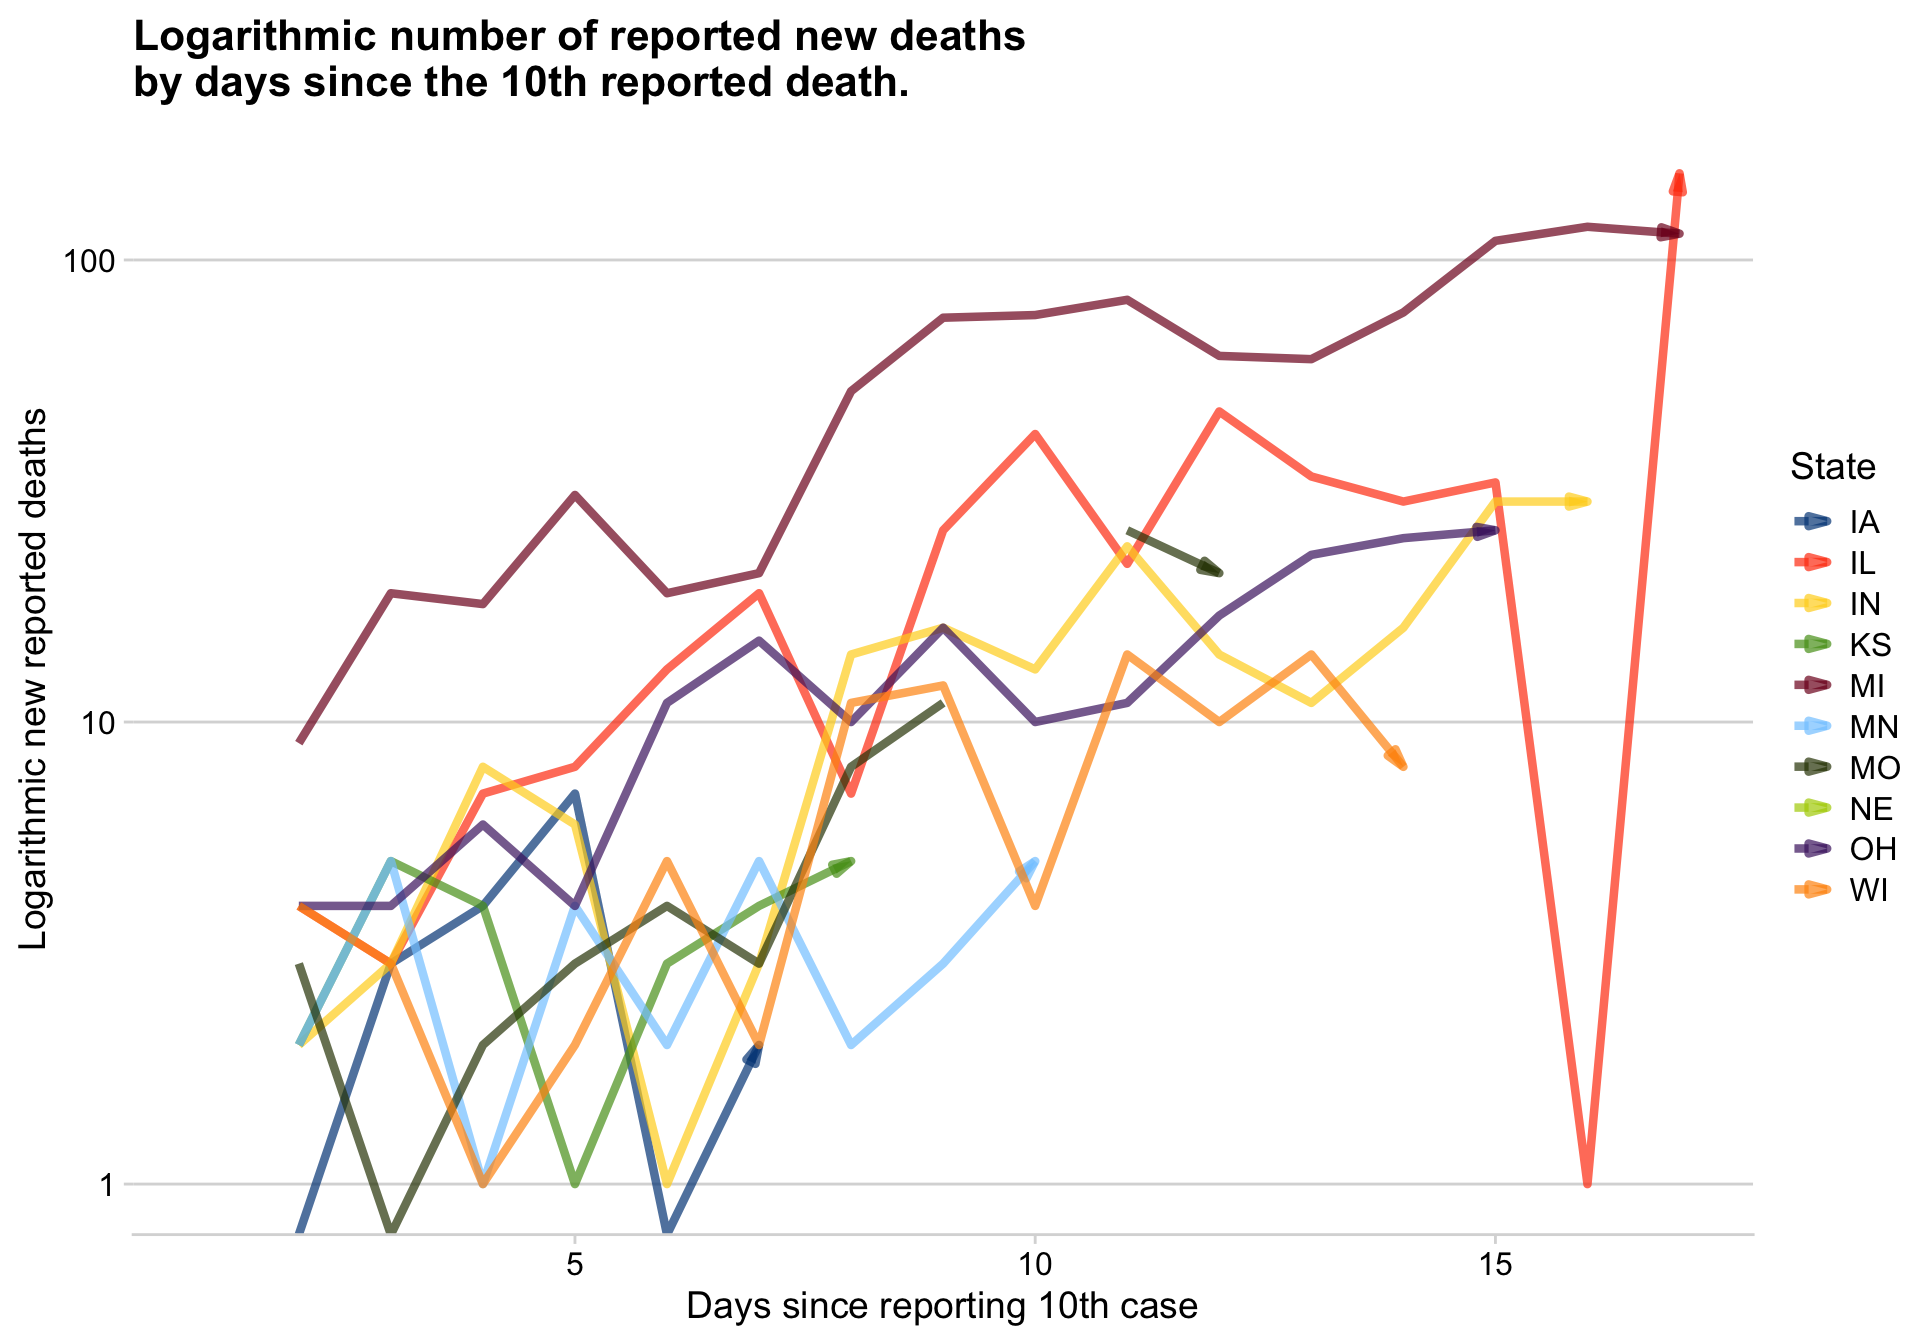 Logarithmic number of reported new deaths
by days since the 10th reported death.
100
10
1
Logarithmic new reported deaths
5
10
15
Days since reporting 10th case
State
IA
IL
IN
KS
MI
MN
MO
NE
OH
WI